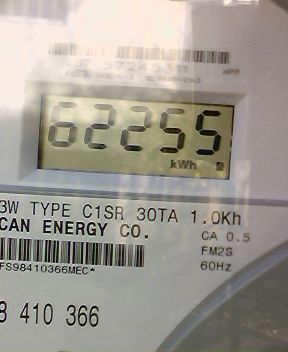 62255
kWh
3W TYPE C1SR 30TA 1.0Kh
CAN ENERGY CO.
CA 0.5
FM2S
60Hz
FS98410366MEC*
8 410 366